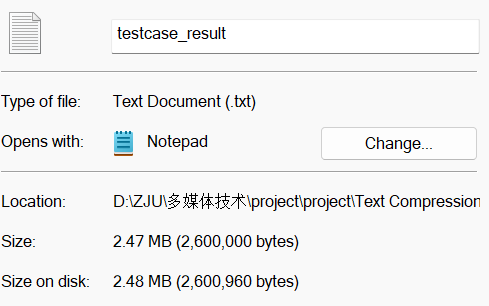 testcase_result
Type of file: Text Document (.txt)
Opens with: Notepad Change...
Location: D:\ZJU\多媒体技术\project\project\Text Compression
Size: 2.47 MB (2,600,000 bytes)
Size on disk: 2.48 MB (2,600,960 bytes)